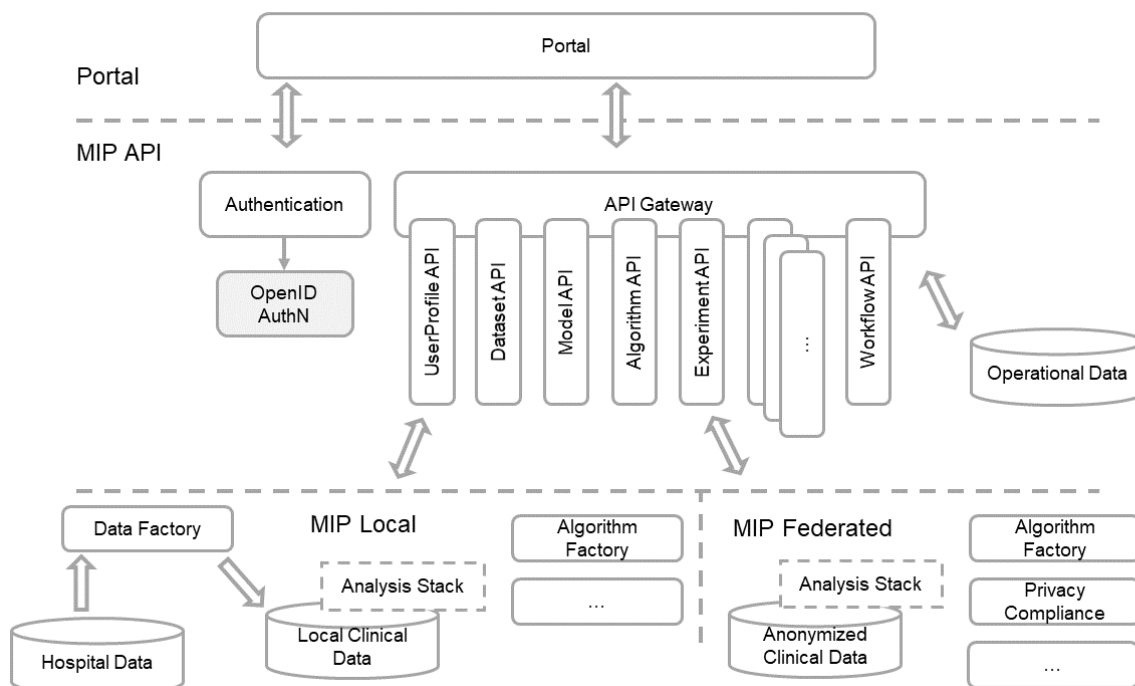 Portal
Portal
MIP API
Authentication
API Gateway
OpenID
AuthN
UserProfile API
Dataset API
Model API
Algorithm API
Experiment API
...
Workflow API
Operational Data
Data Factory
MIP Local
Algorithm
Factory
Analysis Stack
...
Hospital Data
Local Clinical
Data
MIP Federated
Algorithm
Factory
Analysis Stack
Privacy
Compliance
Anonymized
Clinical Data
...